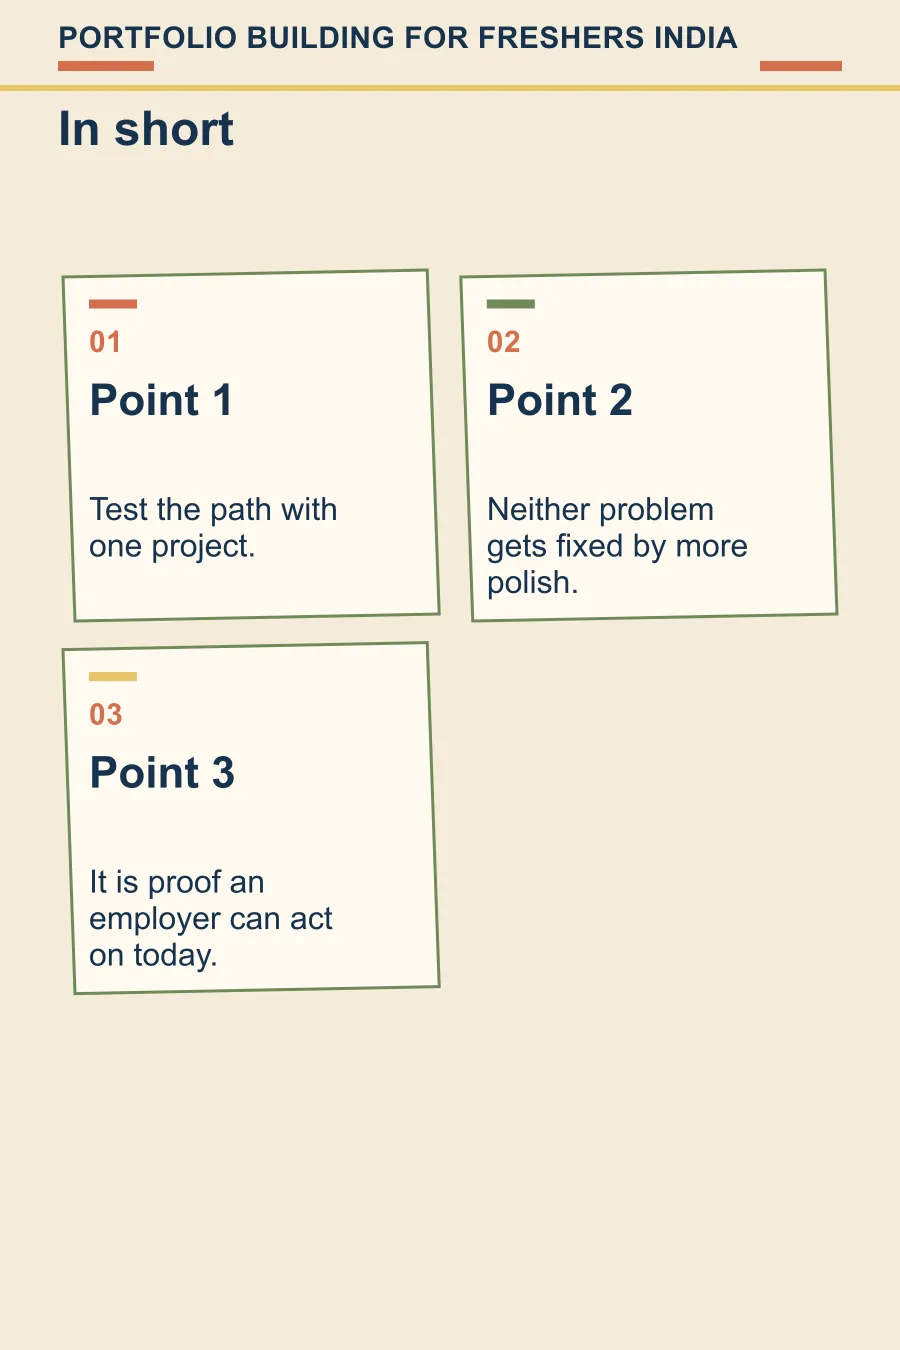 PORTFOLIO BUILDING FOR FRESHERS INDIA
In short
01
Point 1
Test the path with
one project.
02
Point 2
Neither problem
gets fixed by more
polish.
03
Point 3
It is proof an
employer can act
on today.